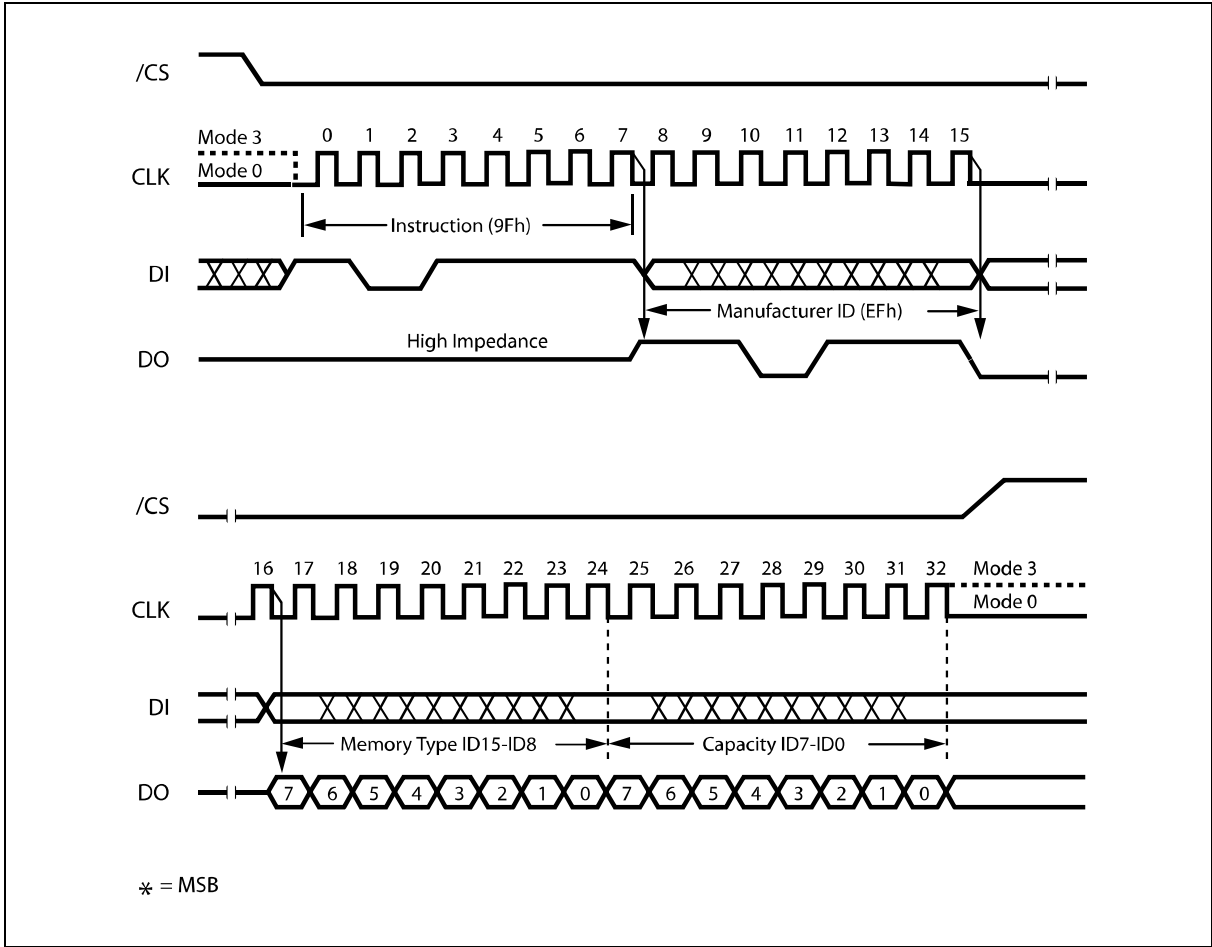 /CS
Mode 3
0 1 2 3 4 5 6 7 8 9 10 11 12 13 14 15
Mode 0
CLK
Instruction (9Fh)
DI
Manufacturer ID (EFh)
High Impedance
DO
/CS
16 17 18 19 20 21 22 23 24 25 26 27 28 29 30 31 32 Mode 3
CLK
Mode 0
DI
Memory Type ID15-ID8 Capacity ID7-ID0
DO 7 6 5 4 3 2 1 0 7 6 5 4 3 2 1 0
* = MSB